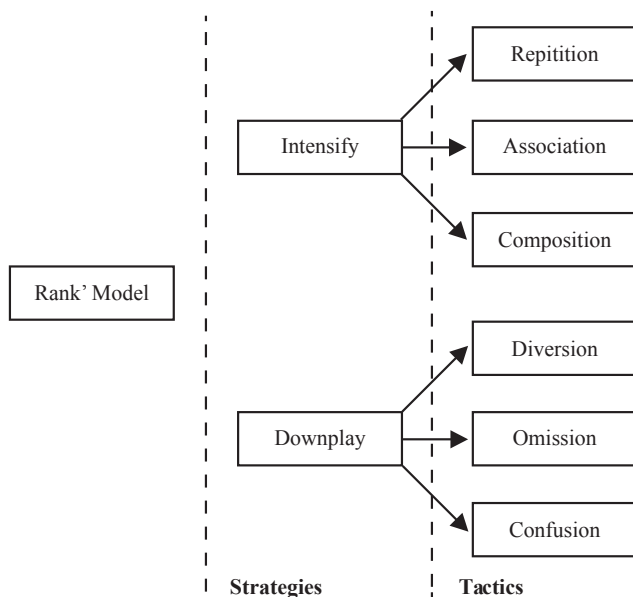 Repitition
Intensify
Association
Composition
Rank’ Model
Diversion
Downplay
Omission
Confusion
Strategies
Tactics